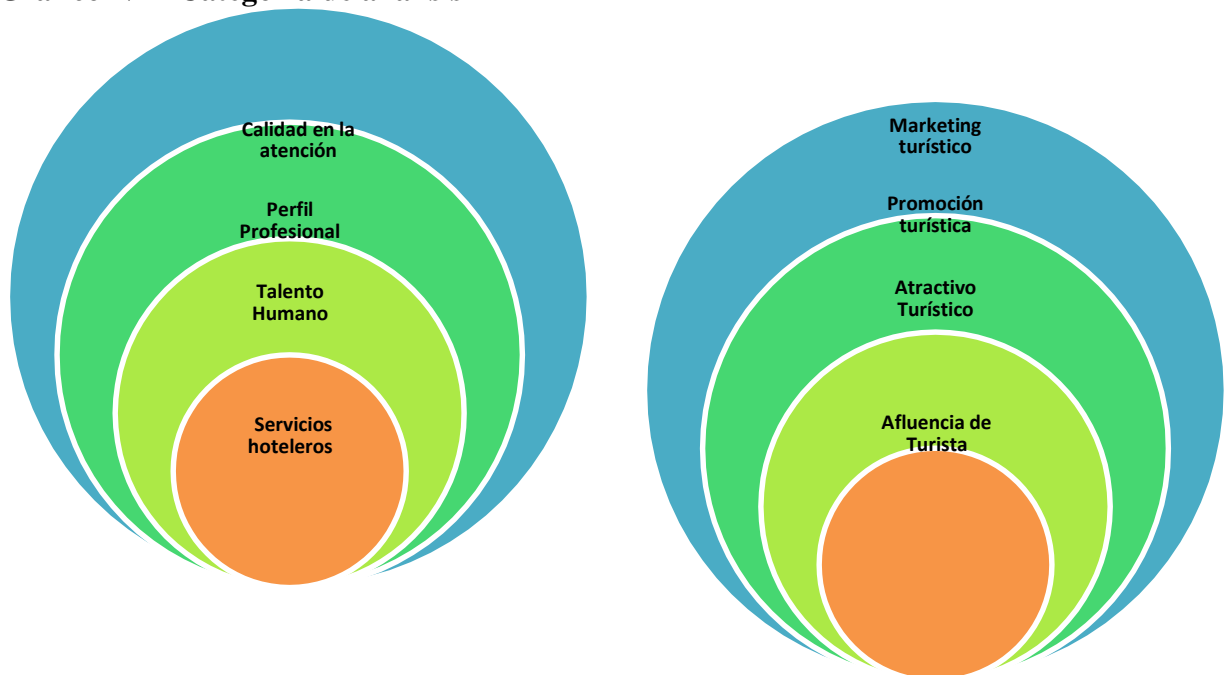 Calidad en la
atención
Perfil
Profesional
Talento
Humano
Servicios
hoteleros
Marketing
turístico
Promoción
turística
Atractivo
Turístico
Afluencia de
Turista